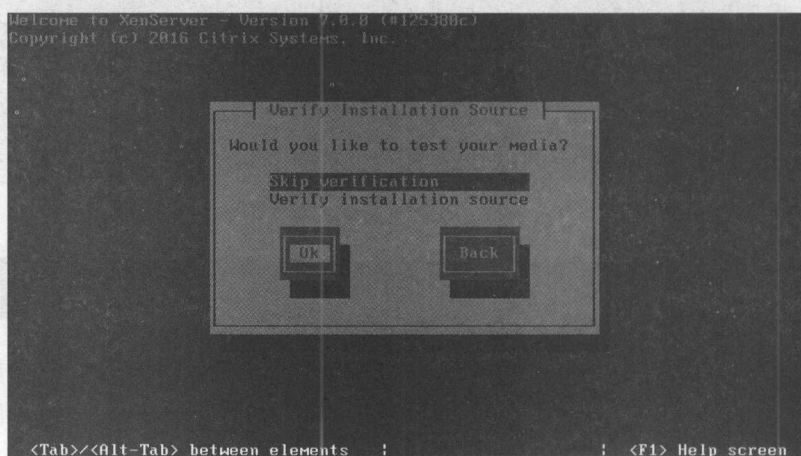 Welcome to XenServer - Version 7.0.0 (#125380c)
Copyright (c) 2016 Citrix Systems, Inc.
Verify Installation Source
Would you like to test your media?
Skip verification
Verify installation source
Ok Back
<Tab>/<Alt-Tab> between elements | | <F1> Help screen